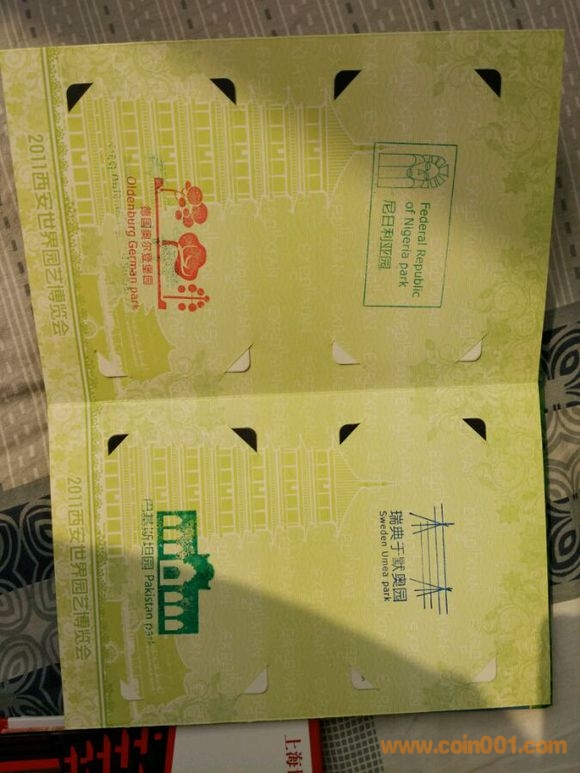 Federal Republic
of Nigeria park
尼日利亚园
德国奥尔登堡园
Oldenburg German park
2011西安世界园艺博览会
瑞典于默奥园
Sweden Umea park
巴基斯坦园 Pakistan park
2011西安世界园艺博览会
上海
www.coin001.com